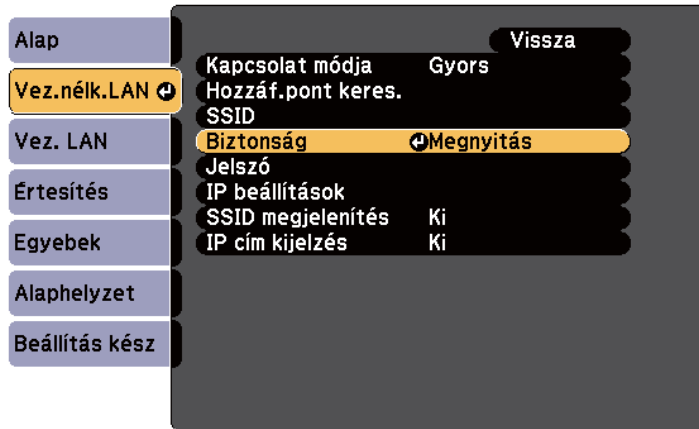 Alap
Vez.nélk.LAN
Vez. LAN
Értesítés
Egyebek
Alaphelyzet
Beállítás kész
Vissza
Kapcsolat módja Gyors
Hozzáf.pont keres.
SSID
Biztonság Megnyitás
Jelszó
IP beállítások
SSID megjelenítés Ki
IP cím kijelzés Ki